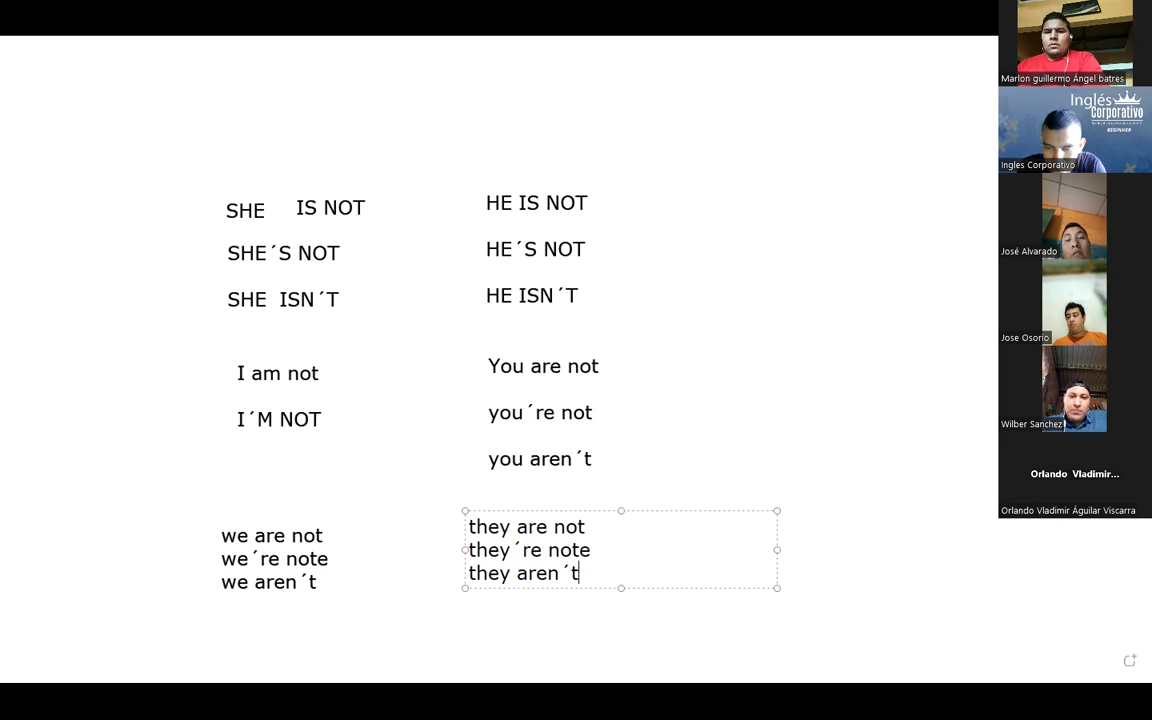 SHE IS NOT
SHE´S NOT
SHE ISN´T
HE IS NOT
HE´S NOT
HE ISN´T
I am not
I´M NOT
You are not
you´re not
you aren´t
we are not
we´re note
we aren´t
they are not
they´re note
they aren´t
Marlon guillermo Ángel batres
Inglés
Corporativo
BEGINNER
Ingles Corporativo
José Alvarado
Jose Osorio
Wilber Sanchez
Orlando Vladimir...
Orlando Vladimir Águilar Viscarra